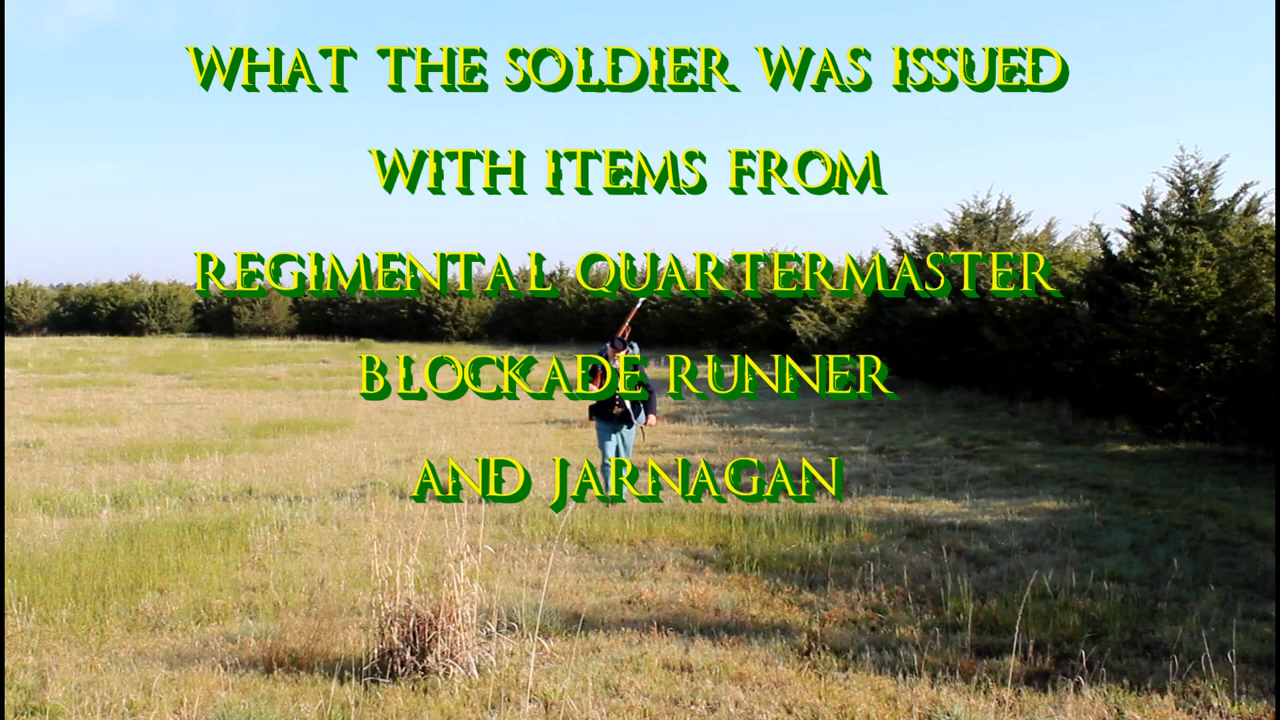 WHAT THE SOLDIER WAS ISSUED
WITH ITEMS FROM
REGIMENTAL QUARTERMASTER
BLOCKADE RUNNER
AND JARNAGAN